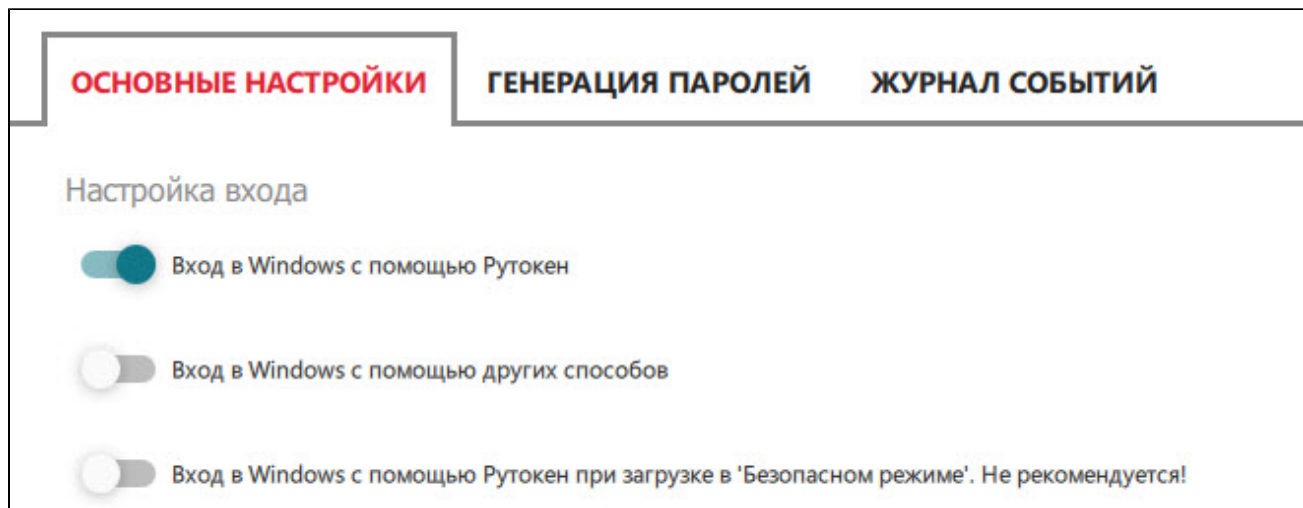 ОСНОВНЫЕ НАСТРОЙКИ ГЕНЕРАЦИЯ ПАРОЛЕЙ ЖУРНАЛ СОБЫТИЙ
Настройка входа
Вход в Windows с помощью Рутокен
Вход в Windows с помощью других способов
Вход в Windows с помощью Рутокен при загрузке в 'Безопасном режиме'. Не рекомендуется!